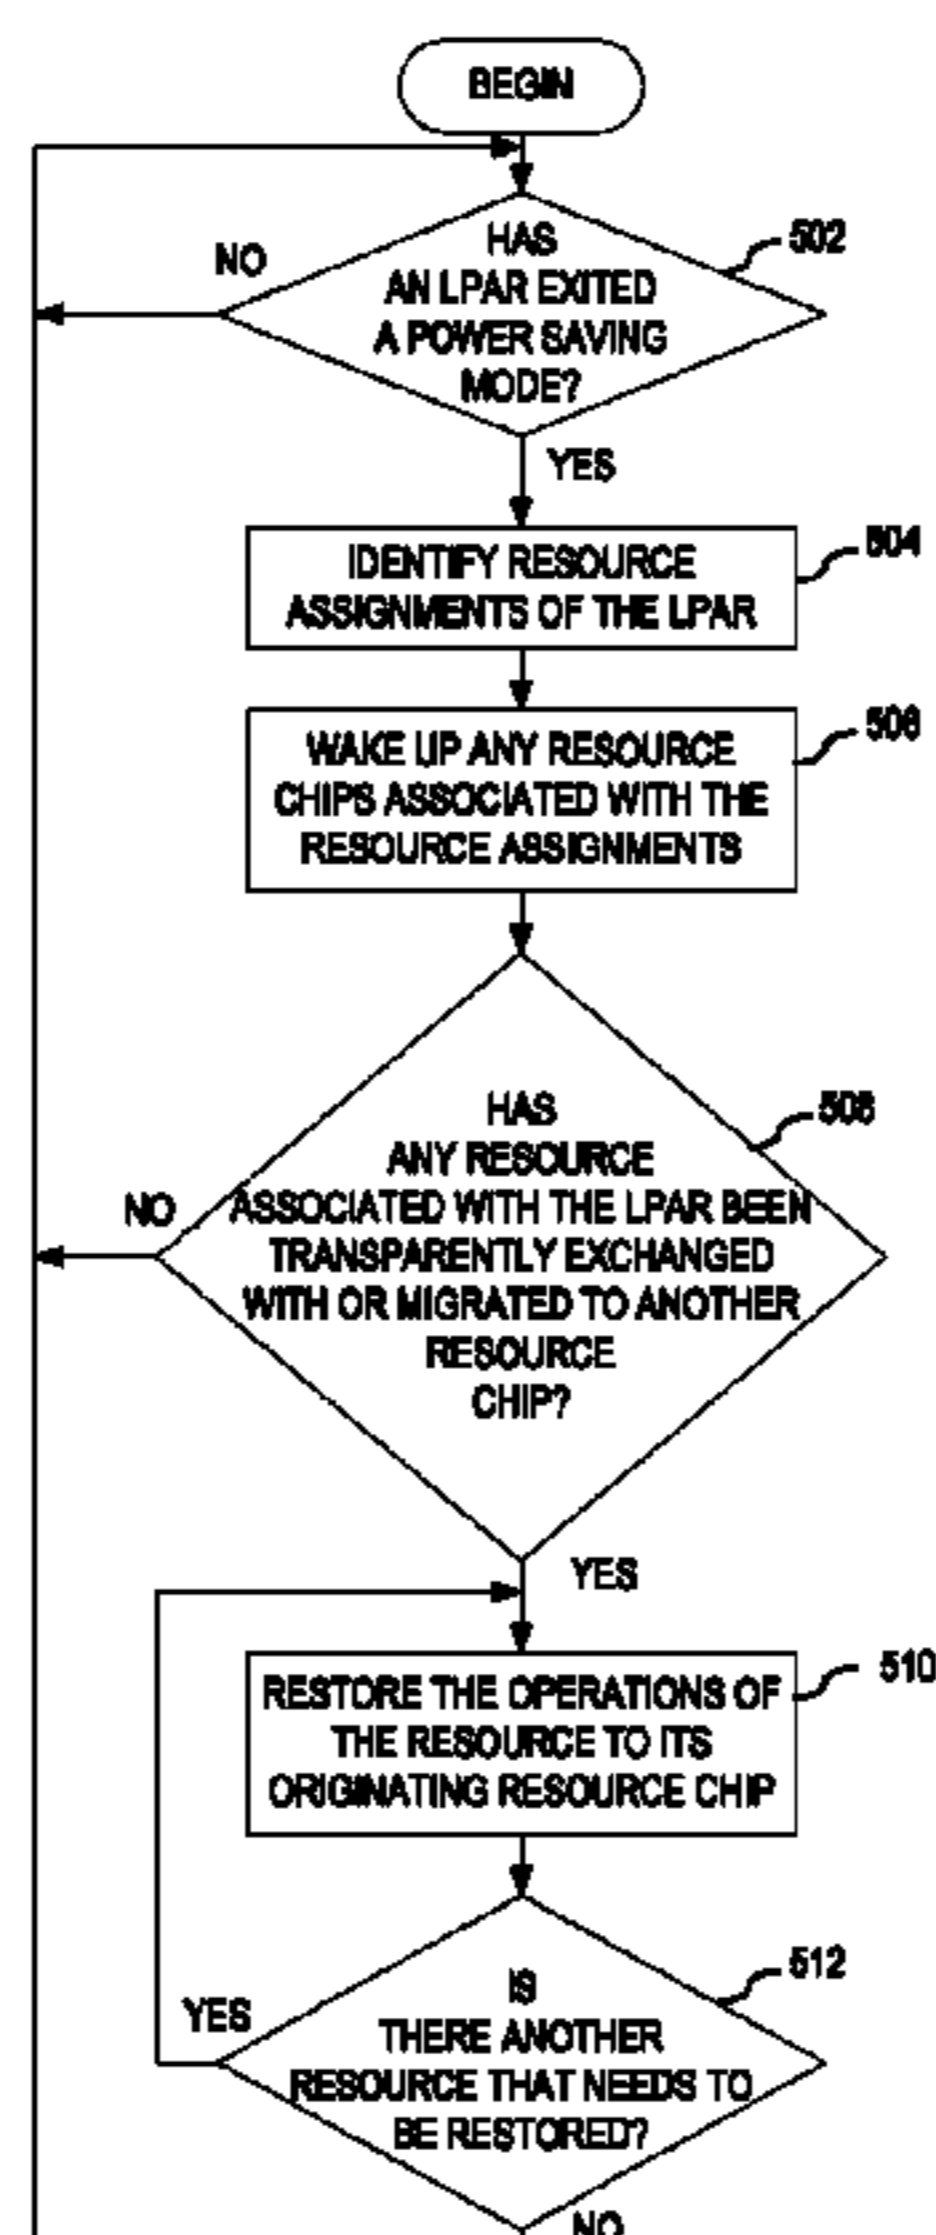 BEGIN
HAS
AN LPAR EXITED
A POWER SAVING
MODE?
502
NO
YES
IDENTIFY RESOURCE
ASSIGNMENTS OF THE LPAR
504
WAKE UP ANY RESOURCE
CHIPS ASSOCIATED WITH THE
RESOURCE ASSIGNMENTS
506
HAS
ANY RESOURCE
ASSOCIATED WITH THE LPAR BEEN
TRANSPARENTLY EXCHANGED
WITH OR MIGRATED TO ANOTHER
RESOURCE
CHIP?
508
NO
YES
RESTORE THE OPERATIONS OF
THE RESOURCE TO ITS
ORIGINATING RESOURCE CHIP
510
IS
THERE ANOTHER
RESOURCE THAT NEEDS TO
BE RESTORED?
512
YES
NO